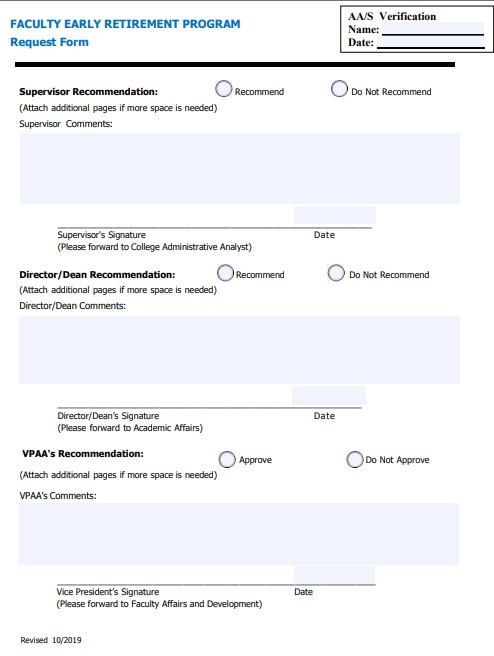 FACULTY EARLY RETIREMENT PROGRAM
Request Form
AA/S Verification
Name:
Date:
Supervisor Recommendation: Recommend Do Not Recommend
(Attach additional pages if more space is needed)
Supervisor Comments:
Supervisor's Signature Date
(Please forward to College Administrative Analyst)
Director/Dean Recommendation: Recommend Do Not Recommend
(Attach additional pages if more space is needed)
Director/Dean Comments:
Director/Dean's Signature Date
(Please forward to Academic Affairs)
VPAA's Recommendation: Approve Do Not Approve
(Attach additional pages if more space is needed)
VPAA's Comments:
Vice President's Signature Date
(Please forward to Faculty Affairs and Development)
Revised 10/2019